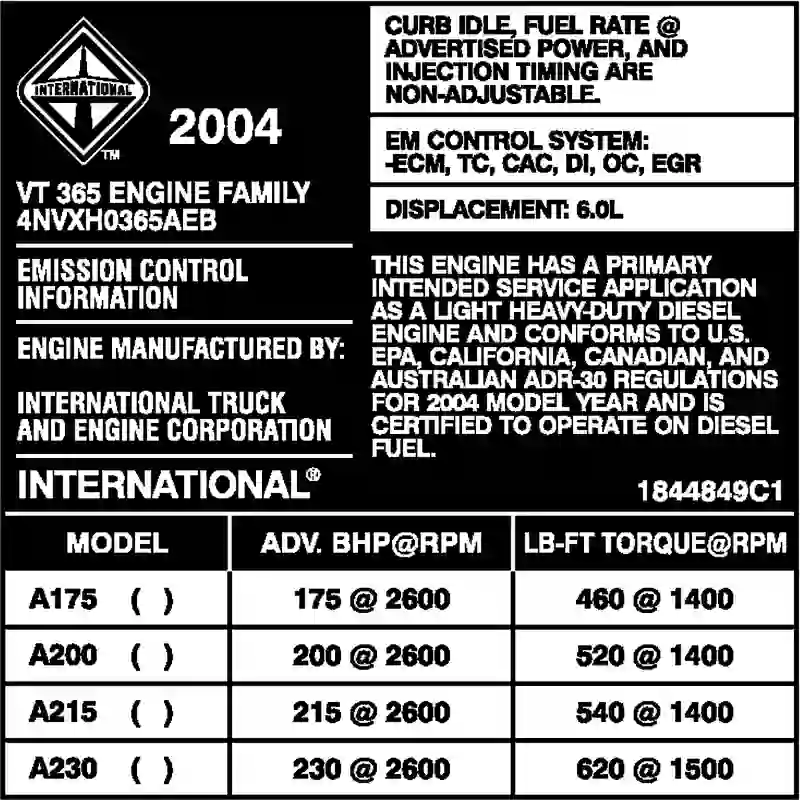 INTERNATIONAL
TM
2004
VT 365 ENGINE FAMILY
4NVXH0365AEB
EMISSION CONTROL
INFORMATION
ENGINE MANUFACTURED BY:
INTERNATIONAL TRUCK
AND ENGINE CORPORATION
INTERNATIONAL®
CURB IDLE, FUEL RATE @
ADVERTISED POWER, AND
INJECTION TIMING ARE
NON-ADJUSTABLE.
EM CONTROL SYSTEM:
-ECM, TC, CAC, DI, OC, EGR
DISPLACEMENT: 6.0L
THIS ENGINE HAS A PRIMARY
INTENDED SERVICE APPLICATION
AS A LIGHT HEAVY-DUTY DIESEL
ENGINE AND CONFORMS TO U.S.
EPA, CALIFORNIA, CANADIAN, AND
AUSTRALIAN ADR-30 REGULATIONS
FOR 2004 MODEL YEAR AND IS
CERTIFIED TO OPERATE ON DIESEL
FUEL.
1844849C1
MODEL ADV. BHP@RPM LB-FT TORQUE@RPM
A175 ( ) 175 @ 2600 460 @ 1400
A200 ( ) 200 @ 2600 520 @ 1400
A215 ( ) 215 @ 2600 540 @ 1400
A230 ( ) 230 @ 2600 620 @ 1500